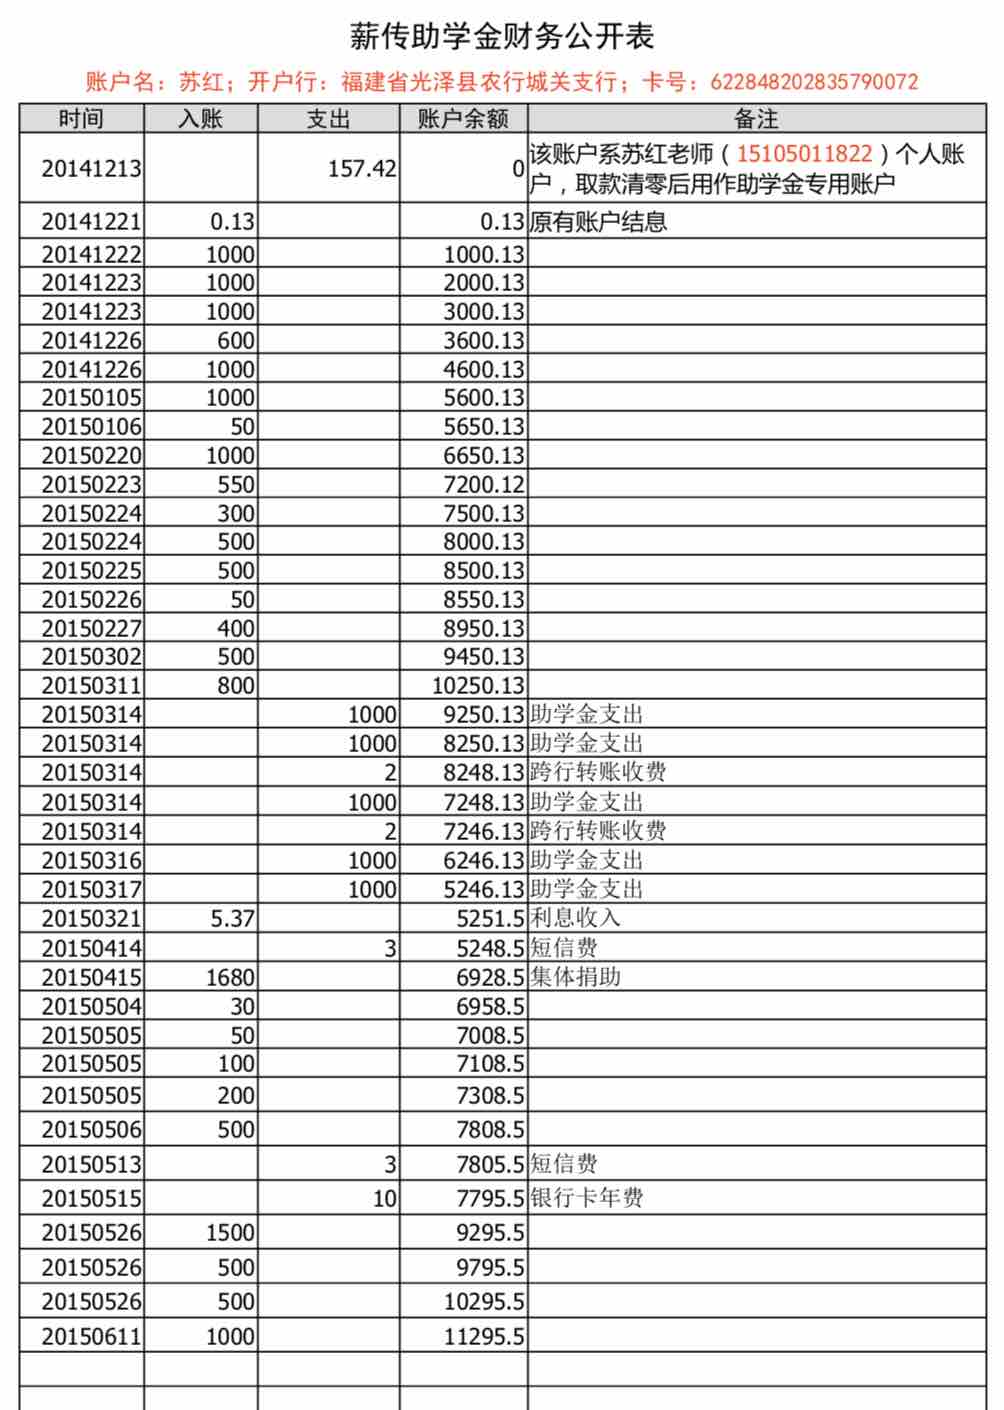 薪传助学金财务公开表
账户名：苏红；开户行：福建省光泽县农行城关支行；卡号：622848202835790072
时间 入账 支出 账户余额 备注
20141213 157.42 0 该账户系苏红老师（15105011822）个人账
户，取款清零后用作助学金专用账户
20141221 0.13 0.13 原有账户结息
20141222 1000 1000.13
20141223 1000 2000.13
20141223 1000 3000.13
20141226 600 3600.13
20141226 1000 4600.13
20150105 1000 5600.13
20150106 50 5650.13
20150220 1000 6650.13
20150223 550 7200.12
20150224 300 7500.13
20150224 500 8000.13
20150225 500 8500.13
20150226 50 8550.13
20150227 400 8950.13
20150302 500 9450.13
20150311 800 10250.13
20150314 1000 9250.13 助学金支出
20150314 1000 8250.13 助学金支出
20150314 2 8248.13 跨行转账收费
20150314 1000 7248.13 助学金支出
20150314 2 7246.13 跨行转账收费
20150316 1000 6246.13 助学金支出
20150317 1000 5246.13 助学金支出
20150321 5.37 5251.5 利息收入
20150414 3 5248.5 短信费
20150415 1680 6928.5 集体捐助
20150504 30 6958.5
20150505 50 7008.5
20150505 100 7108.5
20150505 200 7308.5
20150506 500 7808.5
20150513 3 7805.5 短信费
20150515 10 7795.5 银行卡年费
20150526 1500 9295.5
20150526 500 9795.5
20150526 500 10295.5
20150611 1000 11295.5